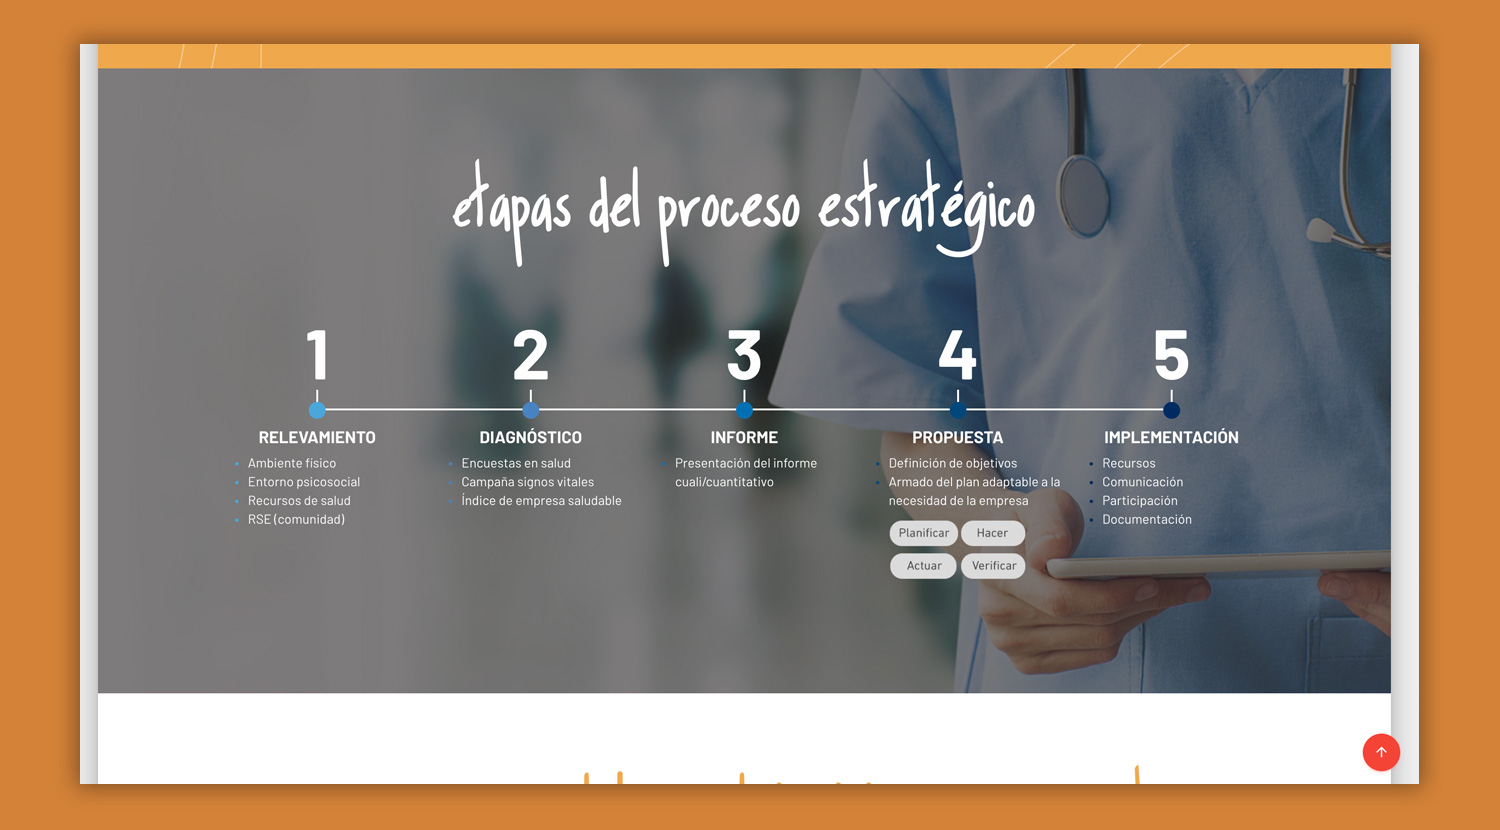 etapas del proceso estratégico
1
2
3
4
5
RELEVAMIENTO
Ambiente físico
Entorno psicosocial
Recursos de salud
RSE (comunidad)
DIAGNÓSTICO
Encuestas en salud
Campaña signos vitales
Índice de empresa saludable
INFORME
Presentación del informe
cuali/cuantitativo
PROPUESTA
Definición de objetivos
Armado del plan adaptable a la
necesidad de la empresa
Planificar
Hacer
Actuar
Verificar
IMPLEMENTACIÓN
Recursos
Comunicación
Participación
Documentación